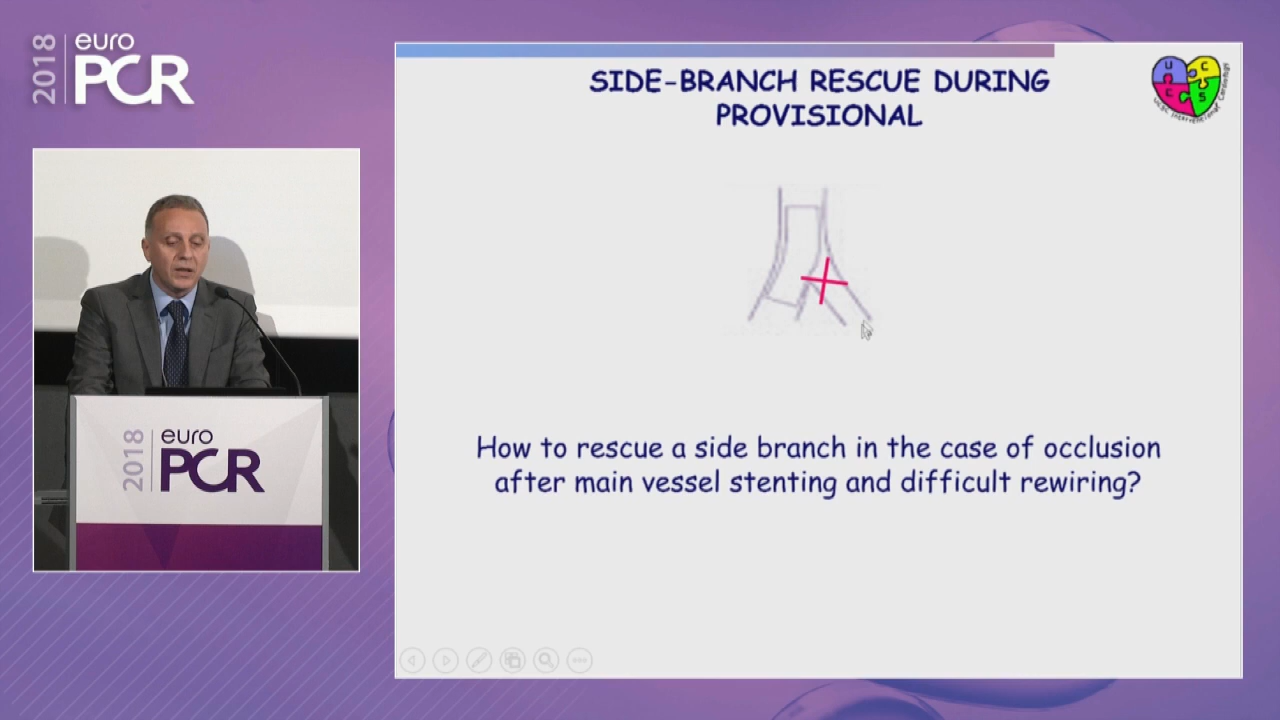 2018
euro
PCR
SIDE-BRANCH RESCUE DURING
PROVISIONAL
U
C
C
S
How to rescue a side branch in the case of occlusion
after main vessel stenting and difficult rewiring?
2018
euro
PCR